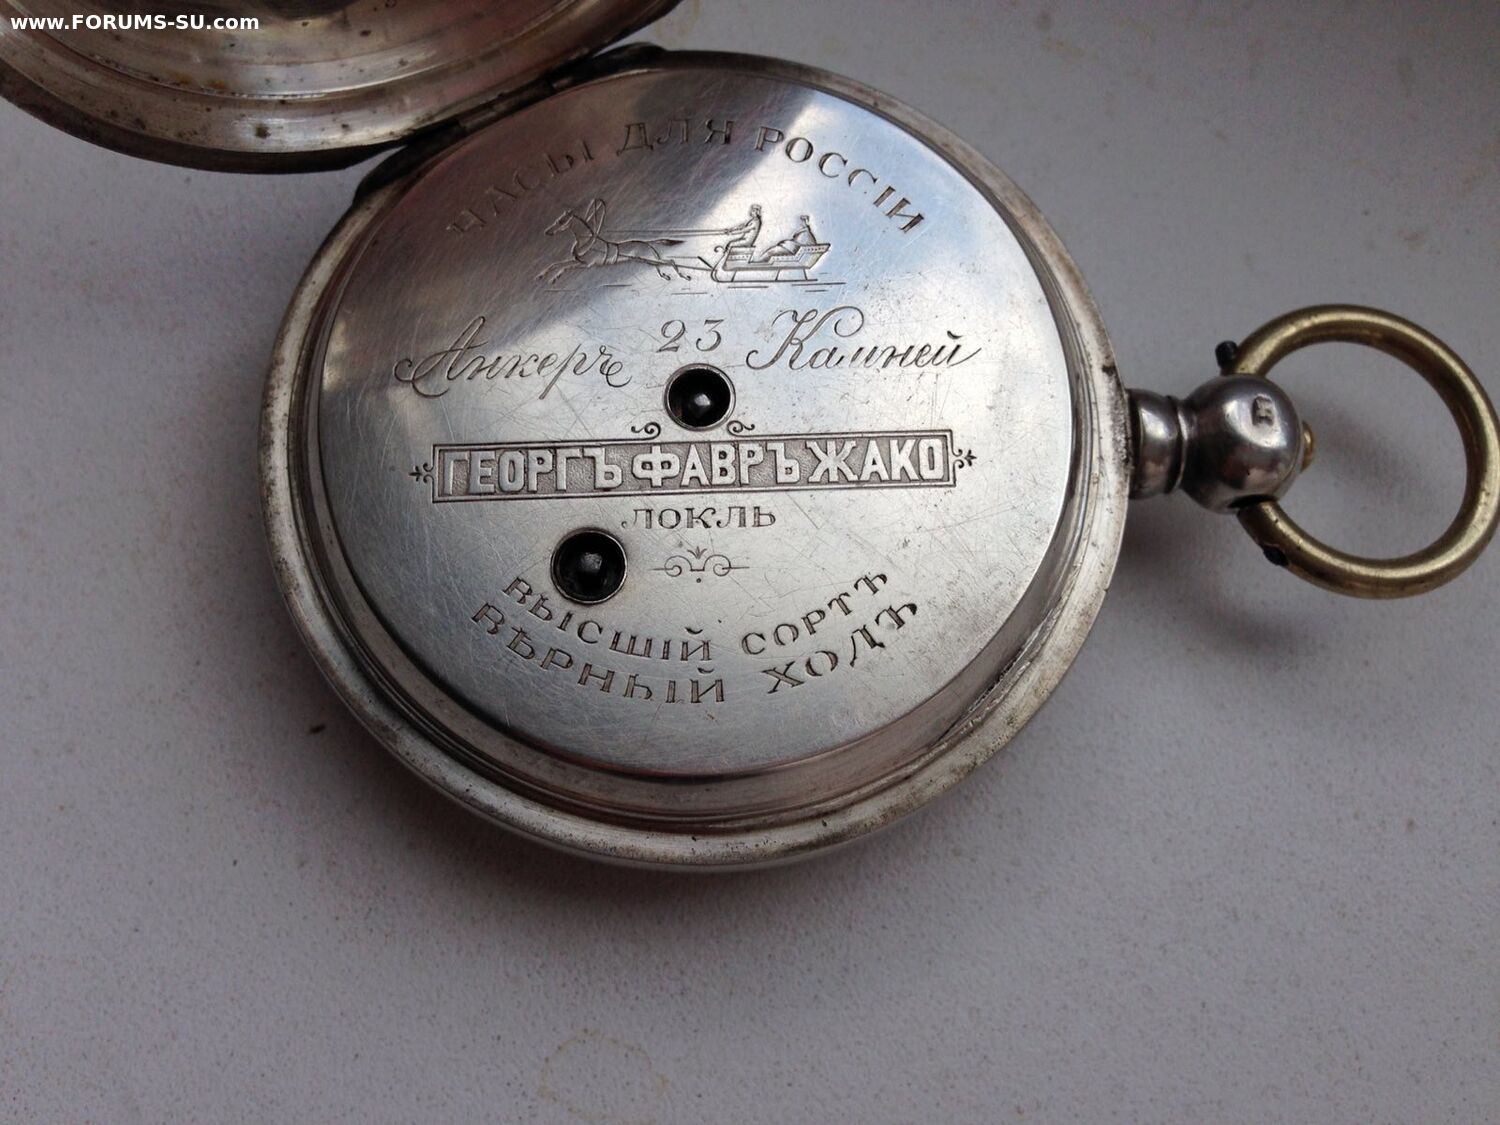 www.FORUMS-SU.com
ЧАСЫ ДЛЯ РОССІИ
Анкеръ 23 Камней
ГЕОРГЪ ФАВРЪ ЖАКО
ЛОКЛЬ
ВЫСШІЙ СОРТЪ
ВѢРНЫЙ ХОДЪ